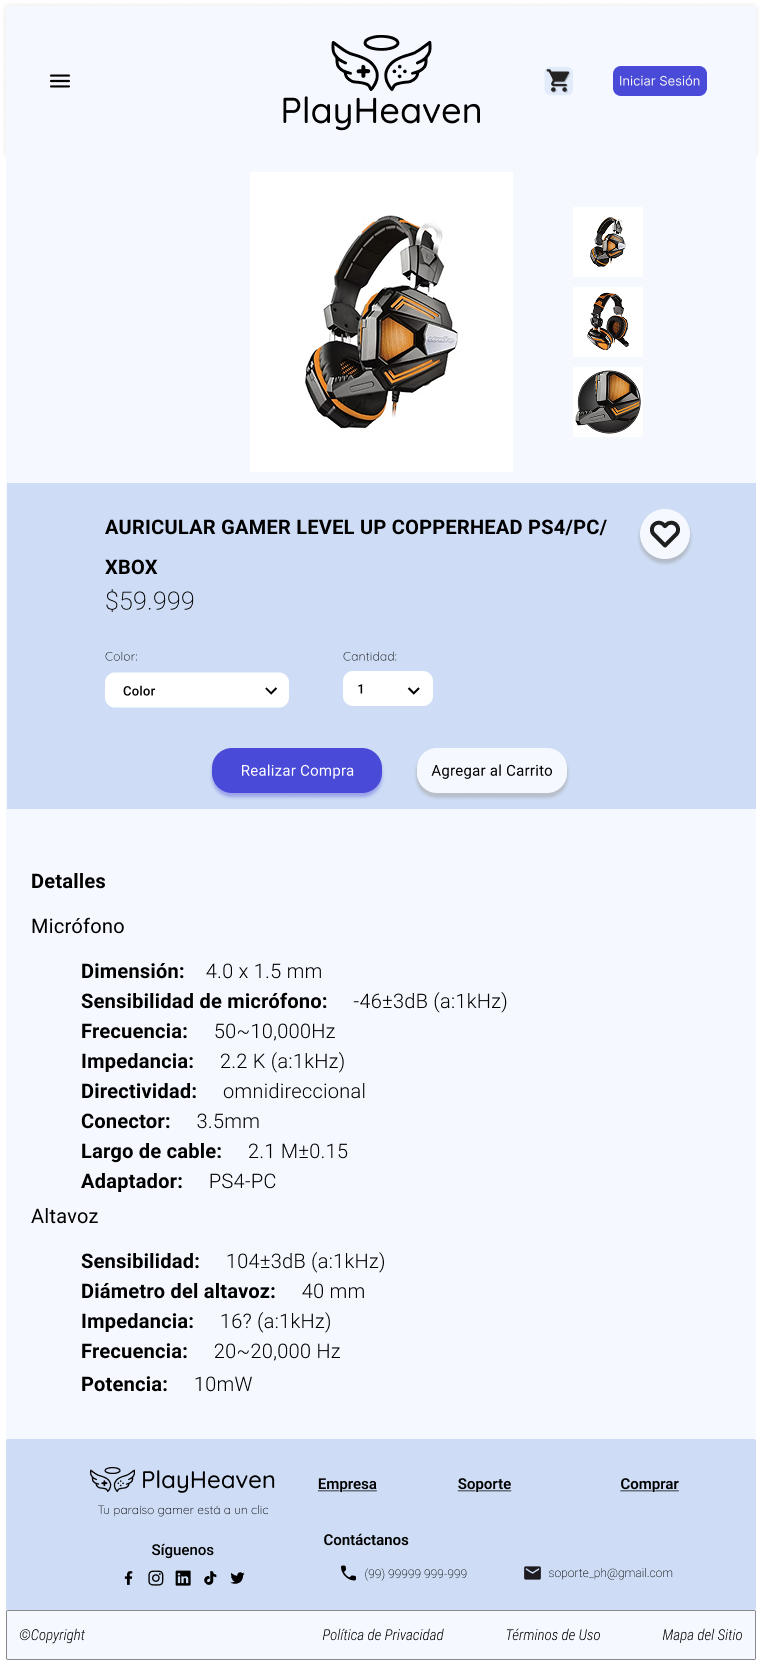 PlayHeaven
Iniciar Sesión
AURICULAR GAMER LEVEL UP COPPERHEAD PS4/PC/
XBOX
$59.999
Color:
Cantidad:
Color
1
Realizar Compra
Agregar al Carrito
Detalles
Micrófono
Dimensión: 4.0 x 1.5 mm
Sensibilidad de micrófono: -46±3dB (a:1kHz)
Frecuencia: 50~10,000Hz
Impedancia: 2.2 K (a:1kHz)
Directividad: omnidireccional
Conector: 3.5mm
Largo de cable: 2.1 M±0.15
Adaptador: PS4-PC
Altavoz
Sensibilidad: 104±3dB (a:1kHz)
Diámetro del altavoz: 40 mm
Impedancia: 16? (a:1kHz)
Frecuencia: 20~20,000 Hz
Potencia: 10mW
PlayHeaven
Tu paraíso gamer está a un clic
Empresa
Soporte
Comprar
Síguenos
Contáctanos
(99) 99999 999-999
soporte_ph@gmail.com
©Copyright
Política de Privacidad
Términos de Uso
Mapa del Sitio